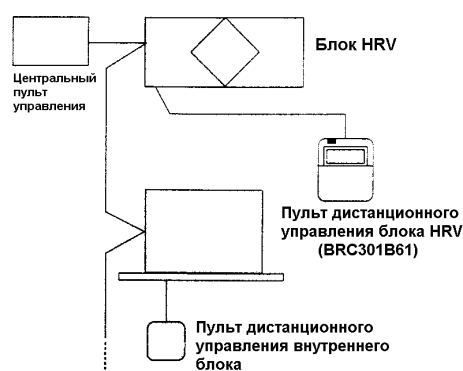 Блок HRV
Центральный
пульт
управления
Пульт дистанционного
управления блока HRV
(BRC301B61)
Пульт дистанционного
управления внутреннего
блока